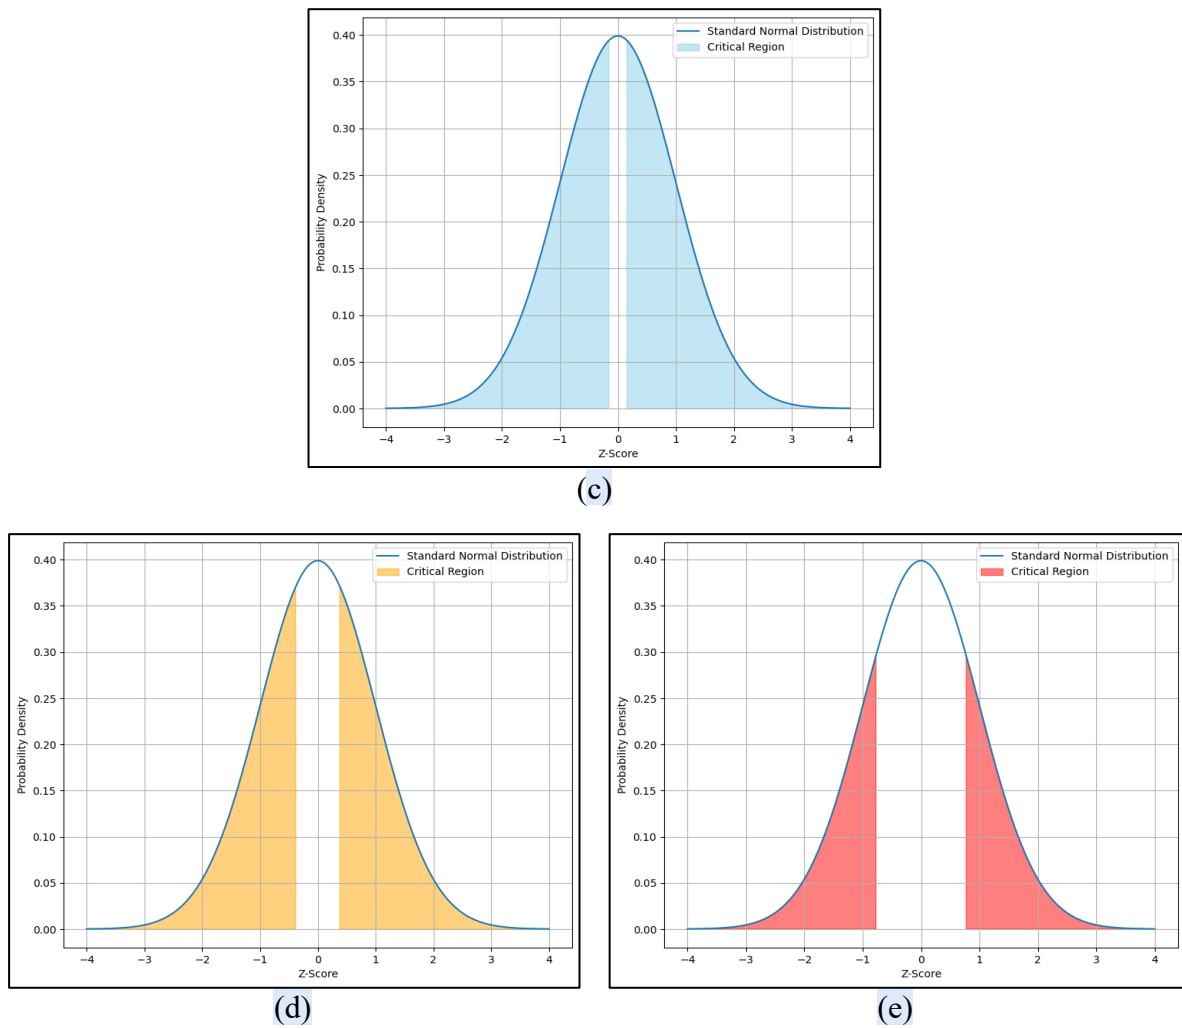 Standard Normal Distribution
Critical Region
0.40
0.35
0.30
0.25
0.20
0.15
0.10
0.05
0.00
Probability Density
−4 −3 −2 −1 0 1 2 3 4
Z-Score
(c)
Standard Normal Distribution
Critical Region
0.40
0.35
0.30
0.25
0.20
0.15
0.10
0.05
0.00
Probability Density
−4 −3 −2 −1 0 1 2 3 4
Z-Score
(d)
Standard Normal Distribution
Critical Region
0.40
0.35
0.30
0.25
0.20
0.15
0.10
0.05
0.00
Probability Density
−4 −3 −2 −1 0 1 2 3 4
Z-Score
(e)